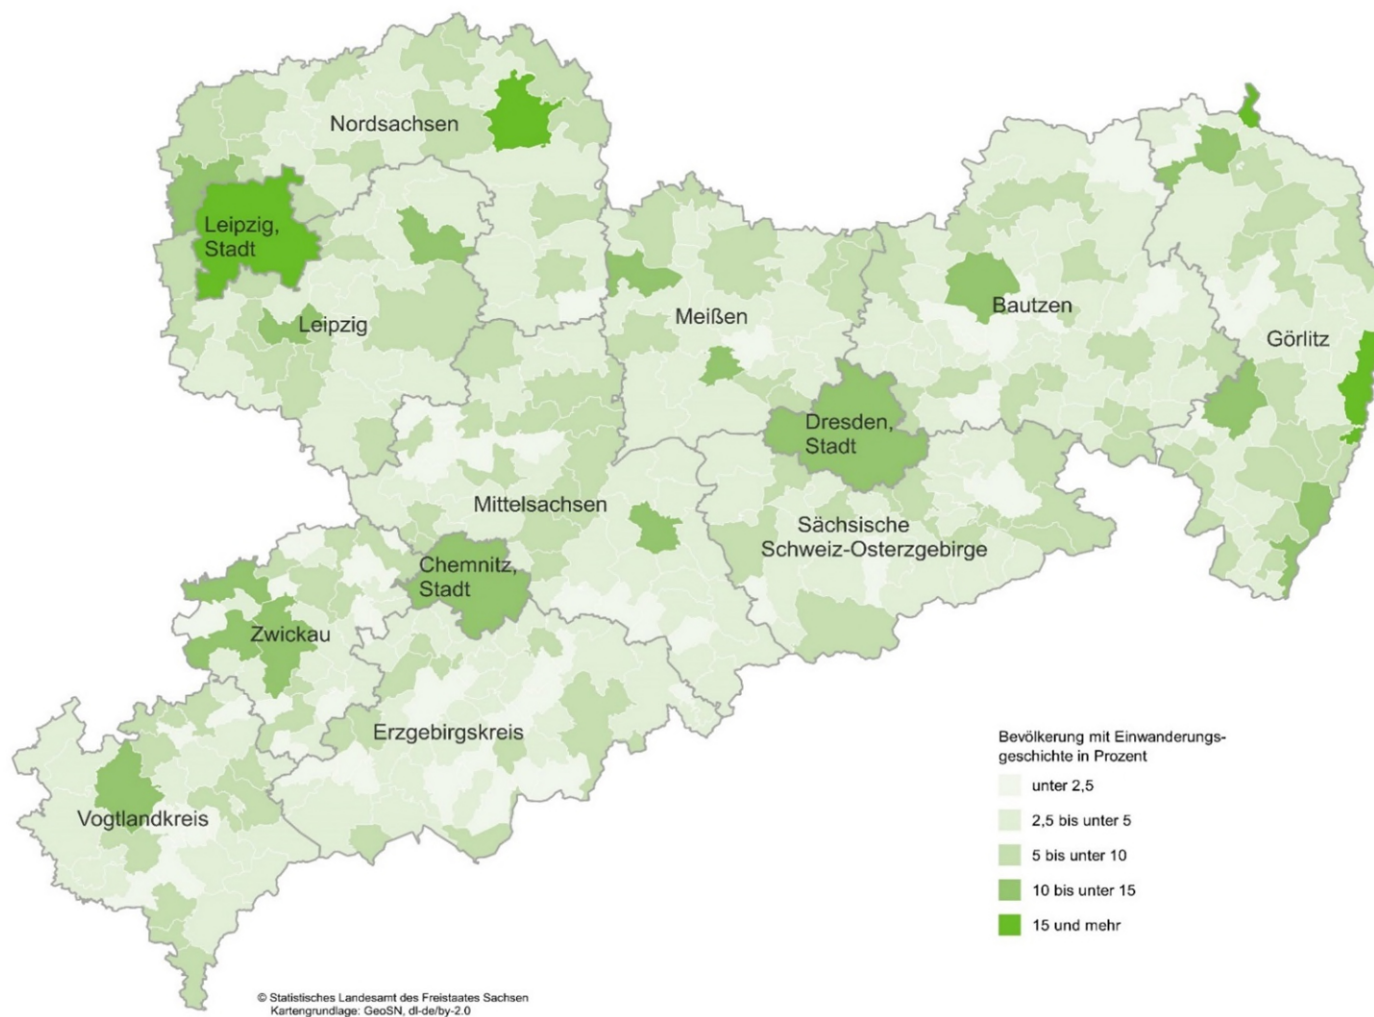 Nordsachsen
Leipzig,
Stadt
Leipzig
Meißen
Bautzen
Görlitz
Dresden,
Stadt
Mittelsachsen
Sächsische
Schweiz-Osterzgebirge
Chemnitz,
Stadt
Zwickau
Erzgebirgskreis
Vogtlandkreis
Bevölkerung mit Einwanderungs-
geschichte in Prozent
unter 2,5
2,5 bis unter 5
5 bis unter 10
10 bis unter 15
15 und mehr
© Statistisches Landesamt des Freistaates Sachsen
Kartengrundlage: GeoSN, dl-de/by-2.0